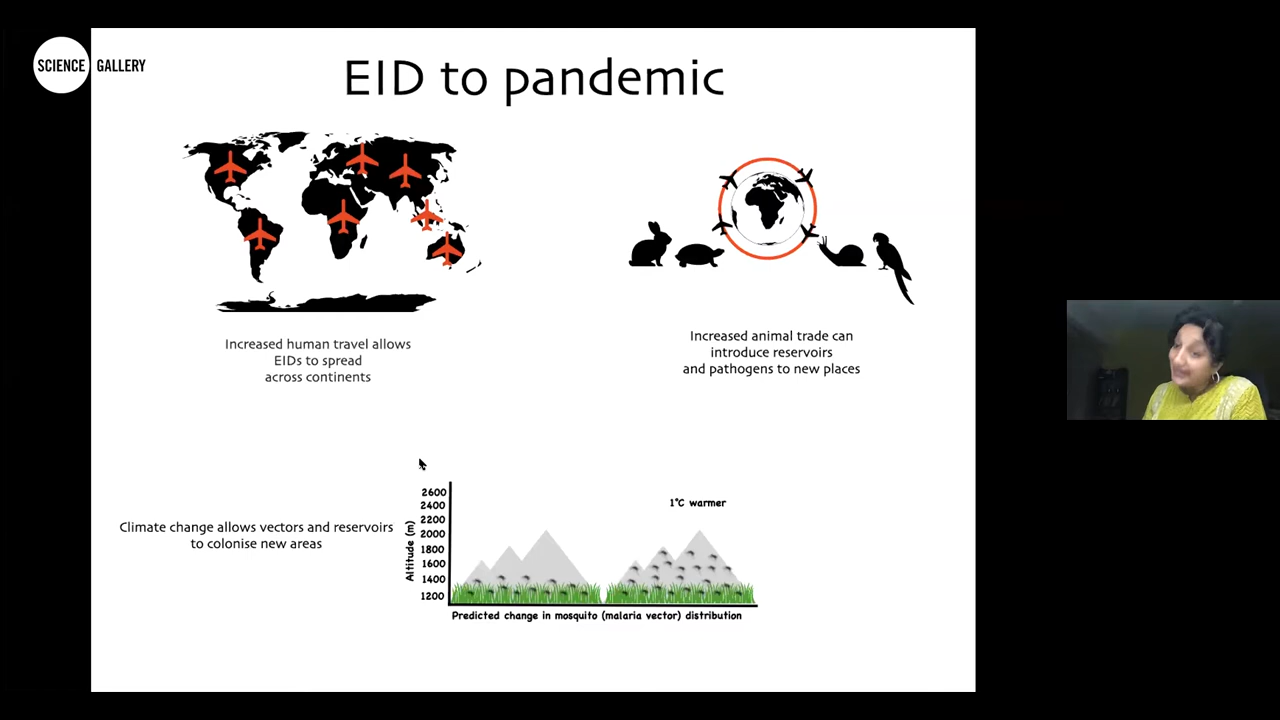 SCIENCE GALLERY
EID to pandemic
Increased human travel allows
EIDs to spread
across continents
Increased animal trade can
introduce reservoirs
and pathogens to new places
Climate change allows vectors and reservoirs
to colonise new areas
Altitude (m)
2600
2400
2200
2000
1800
1600
1400
1200
1°C warmer
Predicted change in mosquito (malaria vector) distribution